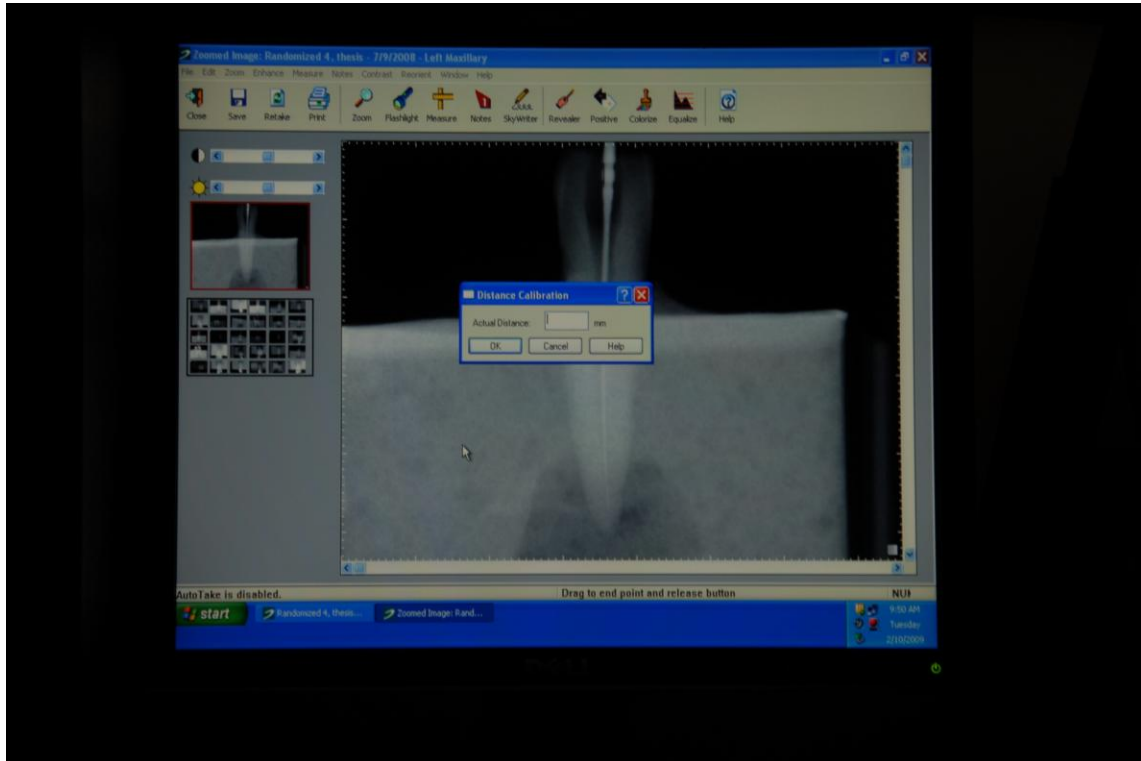 Zoomed Image: Randomized 4, thesis - 7/9/2008 - Left Maxillary
File Edit Zoom Enhance Measure Notes Contrast Reorient Window Help
Close Save Retake Print Zoom Flashlight Measure Notes SkyWriter Revealer Positive Colorize Equalize Help
Distance Calibration
Actual Distance: mm
OK Cancel Help
AutoTake is disabled. Drag to end point and release button NUM
start Randomized 4, thesis... Zoomed Image: Rand... 9:50 AM
Tuesday
2/10/2009
DELL